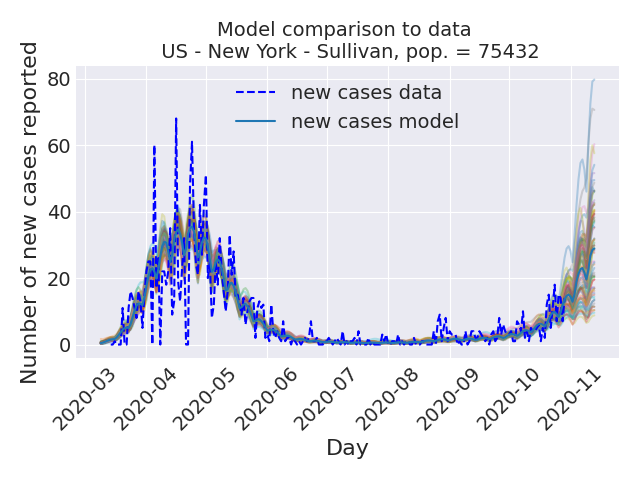 Model comparison to data
US - New York - Sullivan, pop. = 75432
new cases data
new cases model
Number of new cases reported
80
60
40
20
0
2020-03
2020-04
2020-05
2020-06
2020-07
2020-08
2020-09
2020-10
2020-11
Day